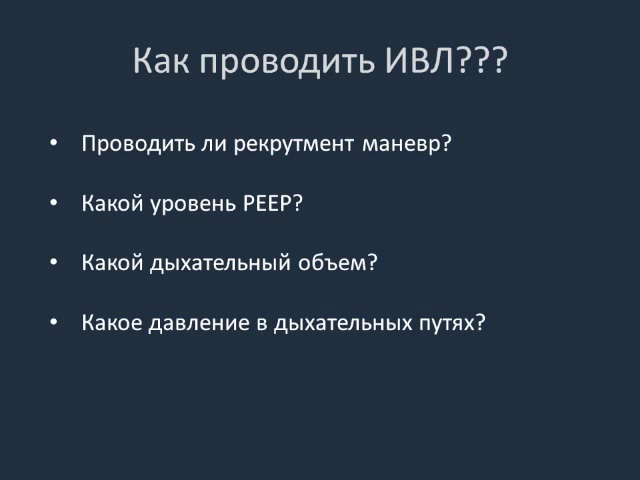 Как проводить ИВЛ???
• Проводить ли рекрутмент маневр?
• Какой уровень PEEP?
• Какой дыхательный объем?
• Какое давление в дыхательных путях?